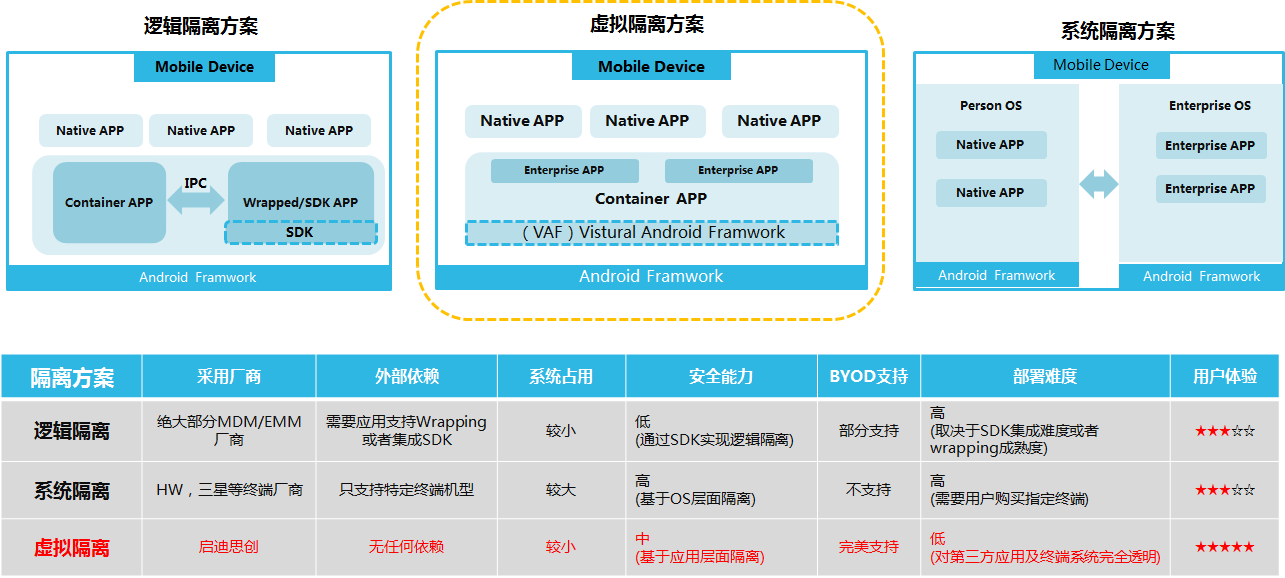 逻辑隔离方案
Mobile Device
Native APP
Native APP
Native APP
Container APP
IPC
Wrapped/SDK APP
SDK
Android Framwork
虚拟隔离方案
Mobile Device
Native APP
Native APP
Native APP
Enterprise APP
Enterprise APP
Container APP
（VAF）Vistural Android Framwork
Android Framwork
系统隔离方案
Mobile Device
Person OS
Native APP
Native APP
Android Framwork
Enterprise OS
Enterprise APP
Enterprise APP
Android Framwork
隔离方案 采用厂商 外部依赖 系统占用 安全能力 BYOD支持 部署难度 用户体验
逻辑隔离
绝大部分MDM/EMM
厂商
需要应用支持Wrapping
或者集成SDK
较小
低
(通过SDK实现逻辑隔离)
部分支持
高
(取决于SDK集成难度或者
wrapping成熟度)
★★★☆☆
系统隔离
HW，三星等终端厂商
只支持特定终端机型
较大
高
(基于OS层面隔离)
不支持
高
(需要用户购买指定终端)
★★★☆☆
虚拟隔离
启迪思创
无任何依赖
较小
中
(基于应用层面隔离)
完美支持
低
(对第三方应用及终端系统完全透明)
★★★★★